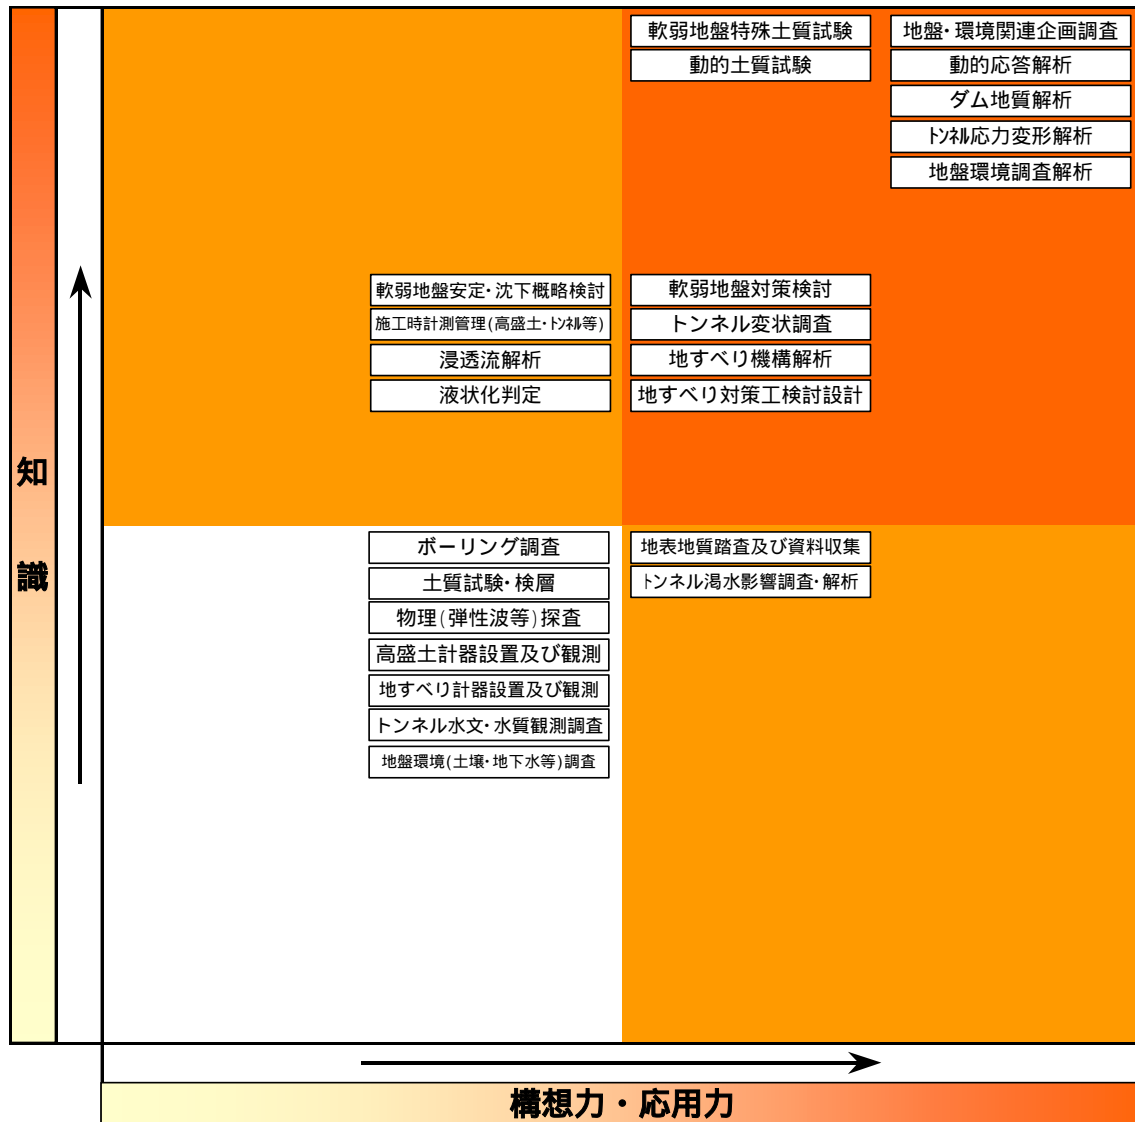 軟弱地盤特殊土質試験
地盤・環境関連企画調査
動的土質試験
動的応答解析
ダム地質解析
ﾄﾝﾈﾙ応力変形解析
地盤環境調査解析
軟弱地盤安定・沈下概略検討
軟弱地盤対策検討
施工時計測管理(高盛土・ﾄﾝﾈﾙ等)
トンネル変状調査
浸透流解析
地すべり機構解析
液状化判定
地すべり対策工検討設計
知
識
ボーリング調査
地表地質踏査及び資料収集
土質試験・検層
トンネル渇水影響調査・解析
物理(弾性波等)探査
高盛土計器設置及び観測
地すべり計器設置及び観測
トンネル水文・水質観測調査
地盤環境(土壌・地下水等)調査
構想力・応用力